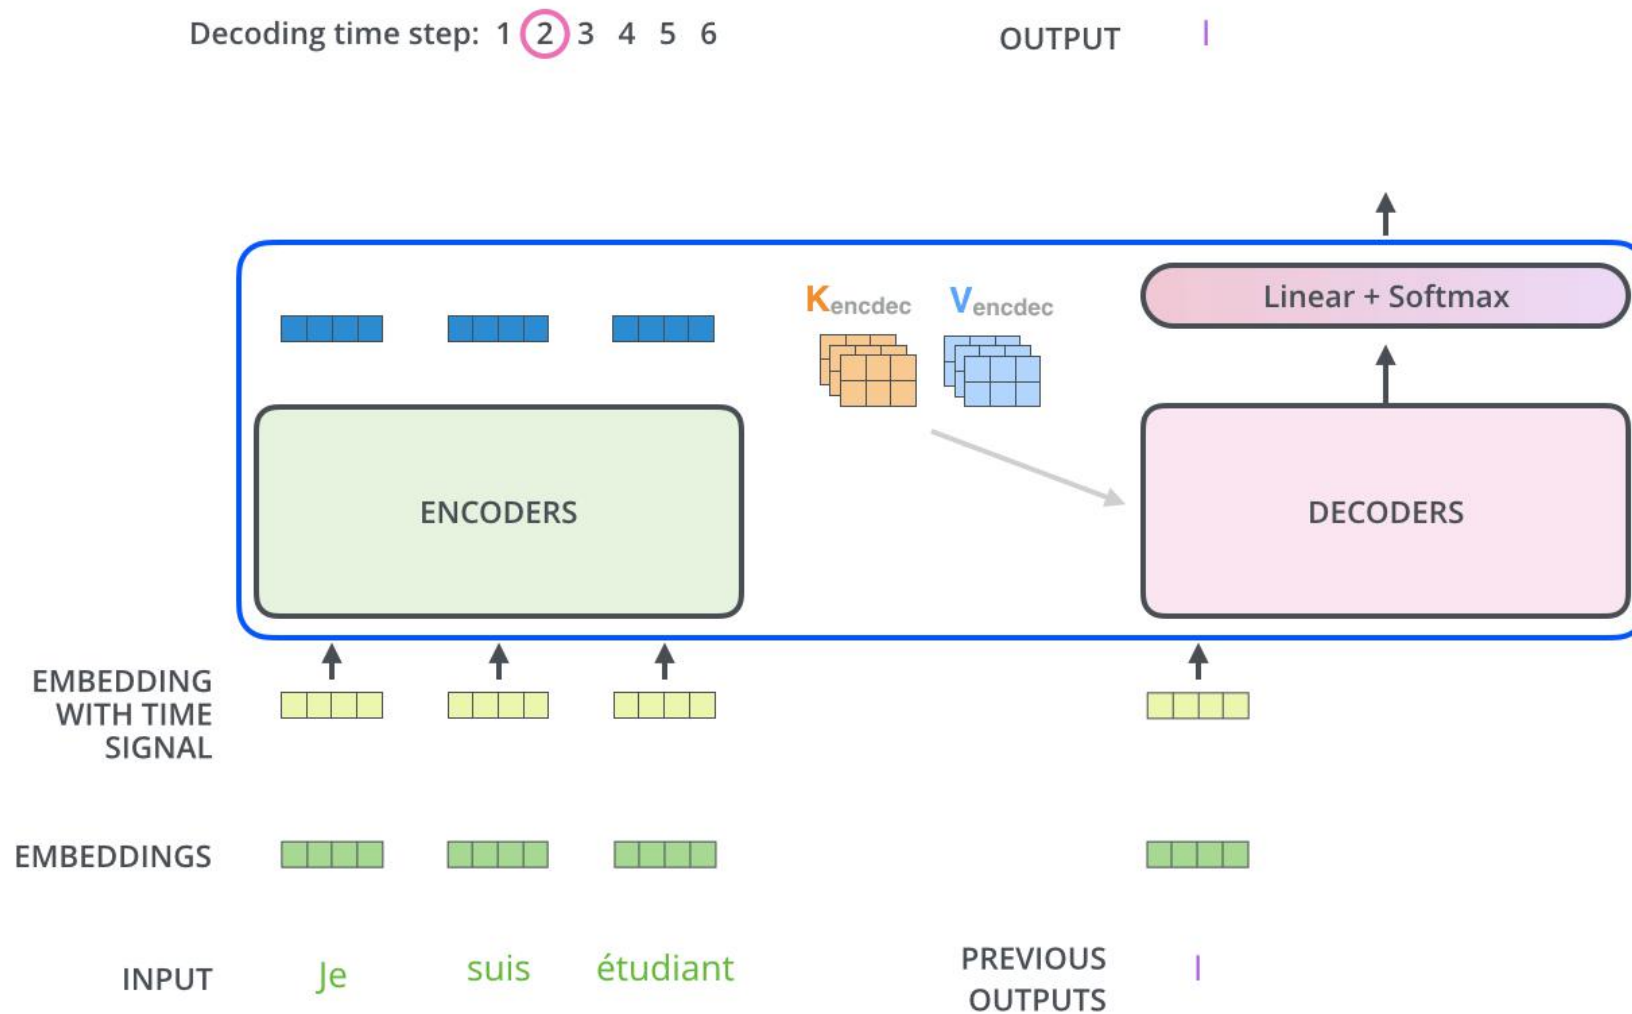 Decoding time step: 1 2 3 4 5 6
OUTPUT I
Kencdec Vencdec
Linear + Softmax
ENCODERS
DECODERS
EMBEDDING
WITH TIME
SIGNAL
EMBEDDINGS
INPUT Je suis étudiant
PREVIOUS
OUTPUTS
I